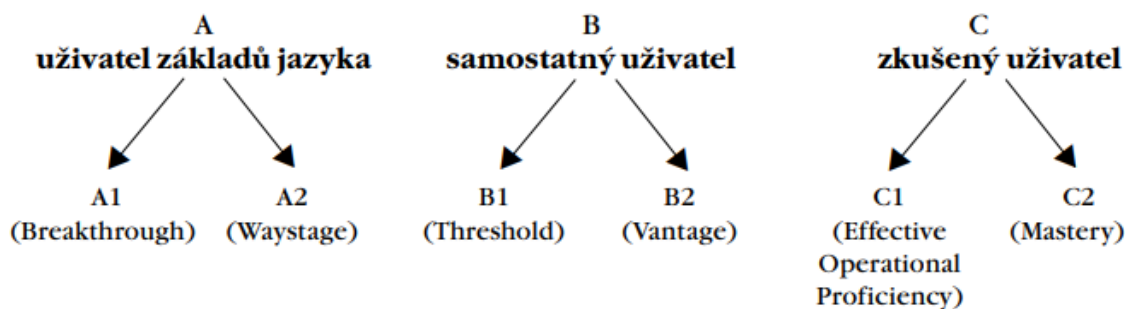 A
uživatel základů jazyka
B
samostatný uživatel
C
zkušený uživatel
A1
(Breakthrough)
A2
(Waystage)
B1
(Threshold)
B2
(Vantage)
C1
(Effective
Operational
Proficiency)
C2
(Mastery)